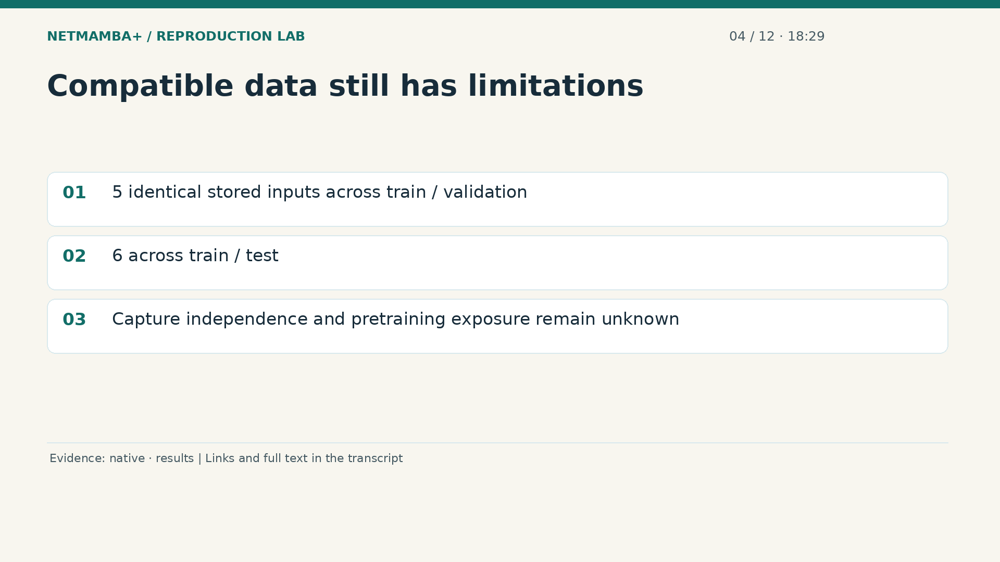 NETMAMBA+ / REPRODUCTION LAB
04 / 12 · 18:29
Compatible data still has limitations
01 5 identical stored inputs across train / validation
02 6 across train / test
03 Capture independence and pretraining exposure remain unknown
Evidence: native · results | Links and full text in the transcript